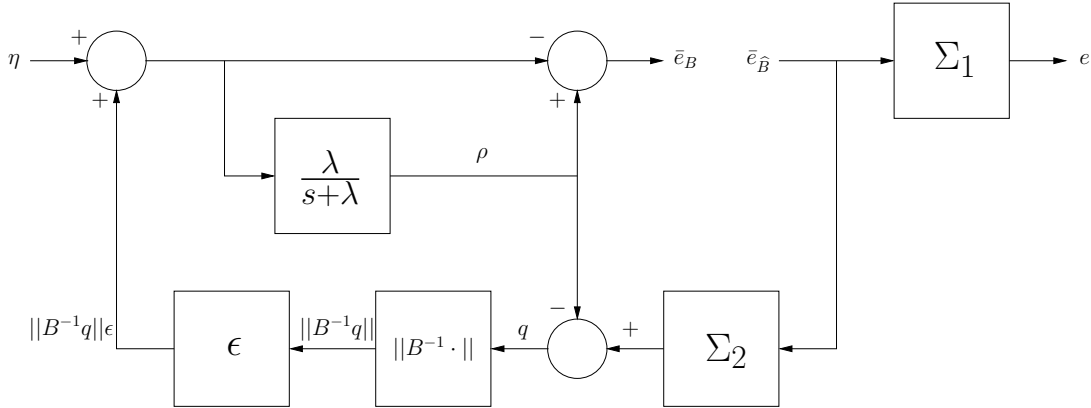 + − Σ₁
η ē_B ē_B̂ e
+ +
λ/(s+λ) ρ
||B⁻¹q||ϵ ϵ ||B⁻¹q|| ||B⁻¹ · || q − + Σ₂